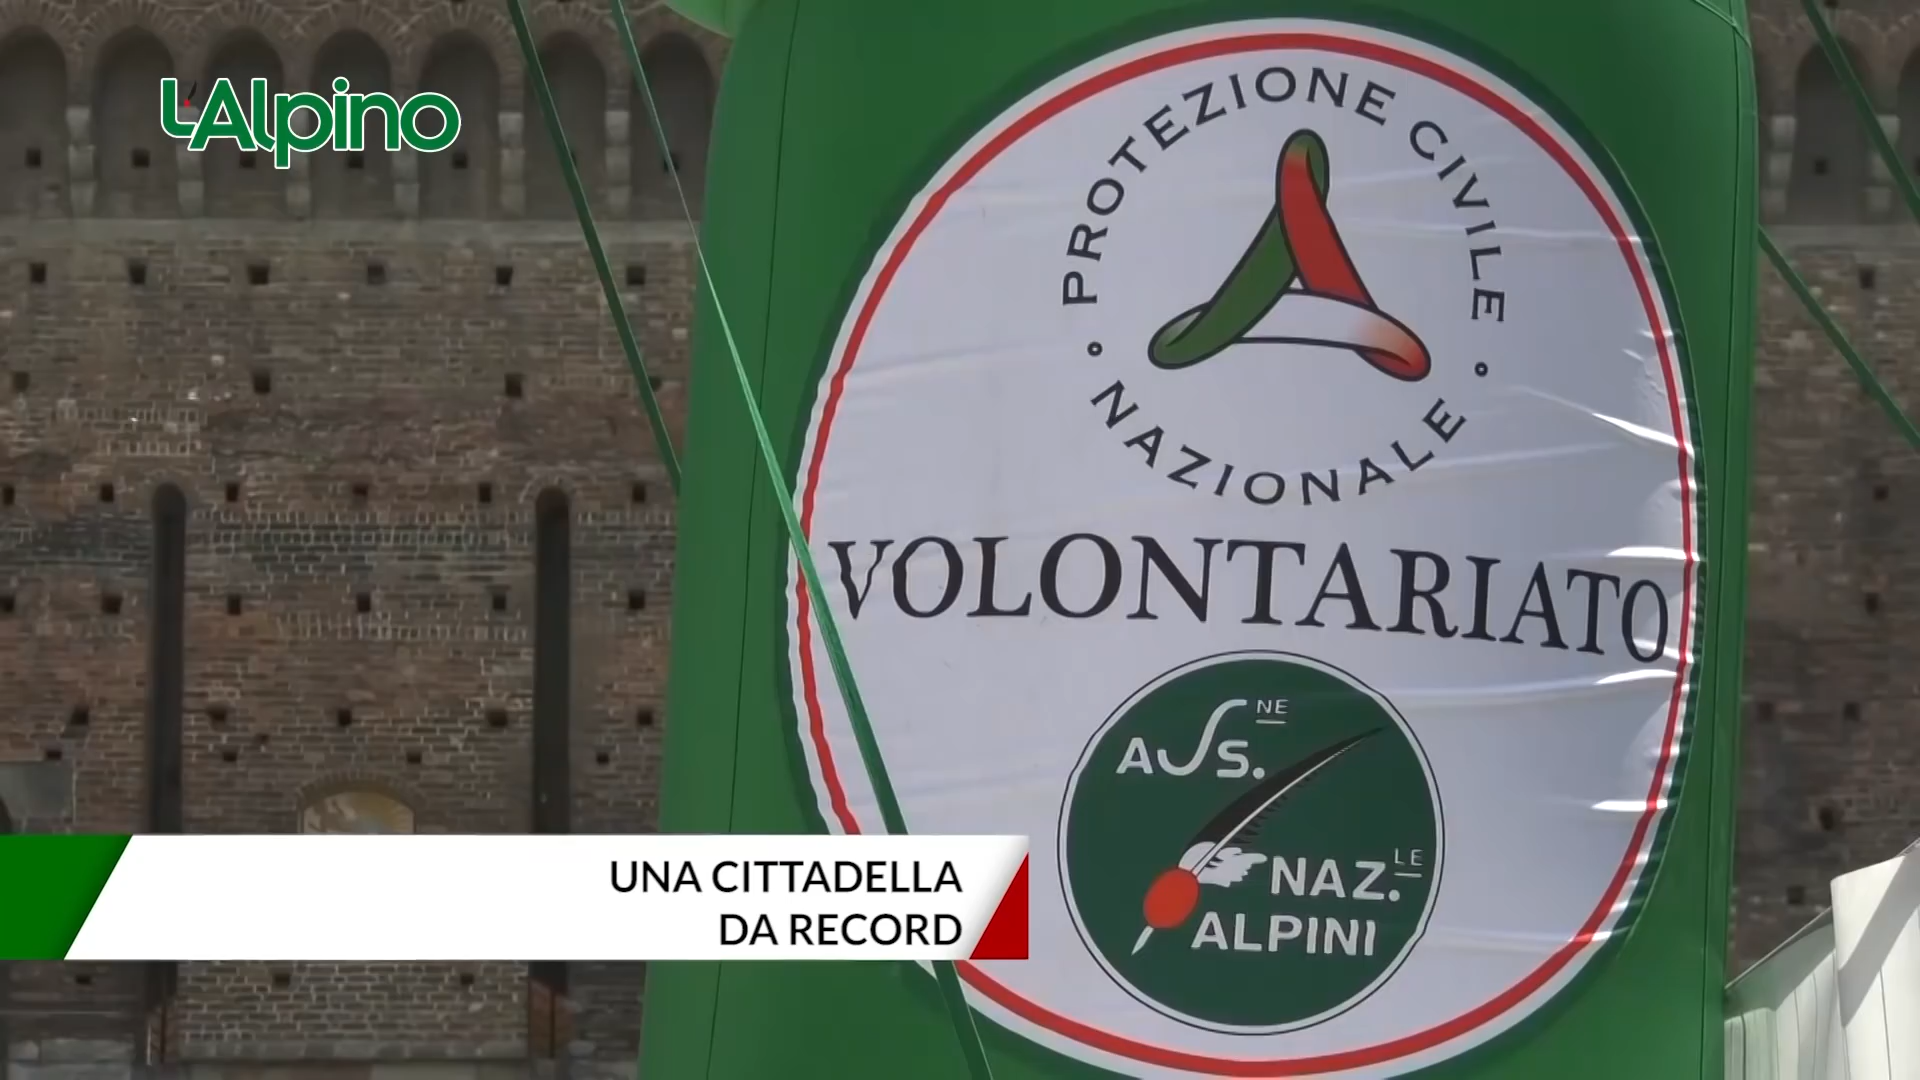 L'Alpino
PROTEZIONE CIVILE
NAZIONALE
VOLONTARIATO
ASS.NE
NAZ.LE
ALPINI
UNA CITTADELLA
DA RECORD